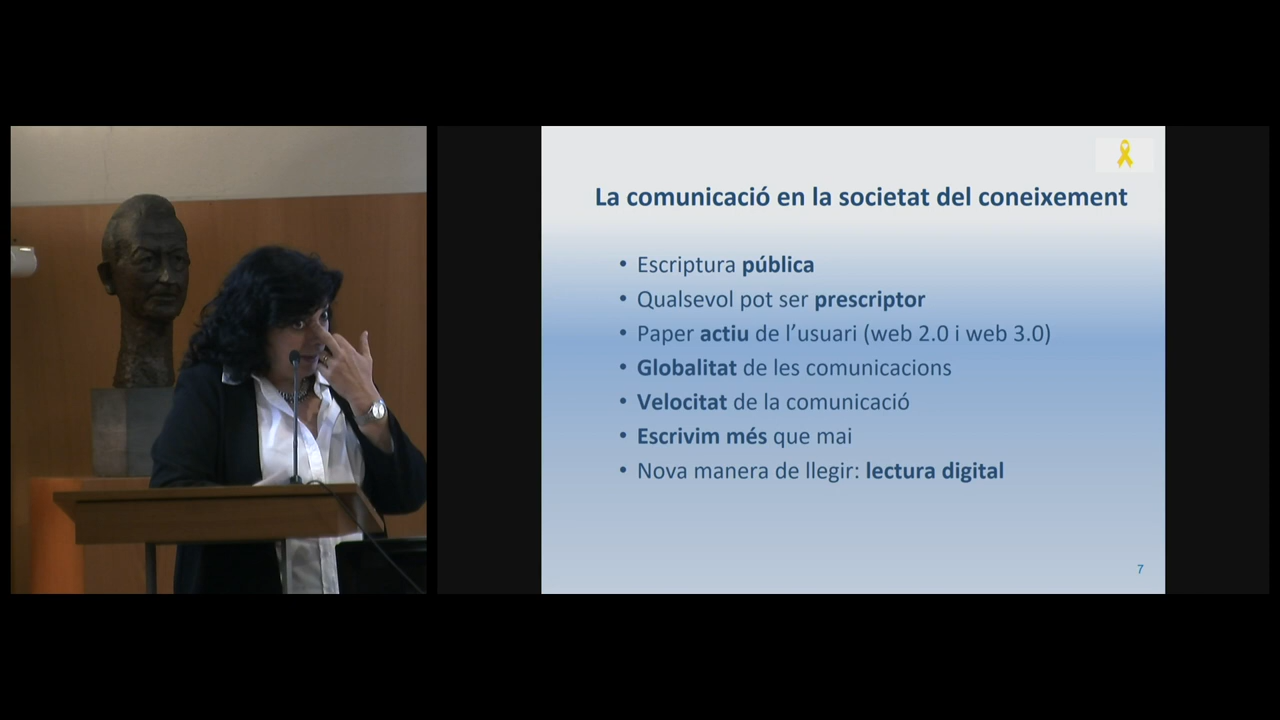 La comunicació en la societat del coneixement
• Escriptura pública
• Qualsevol pot ser prescriptor
• Paper actiu de l’usuari (web 2.0 i web 3.0)
• Globalitat de les comunicacions
• Velocitat de la comunicació
• Escrivim més que mai
• Nova manera de llegir: lectura digital
7